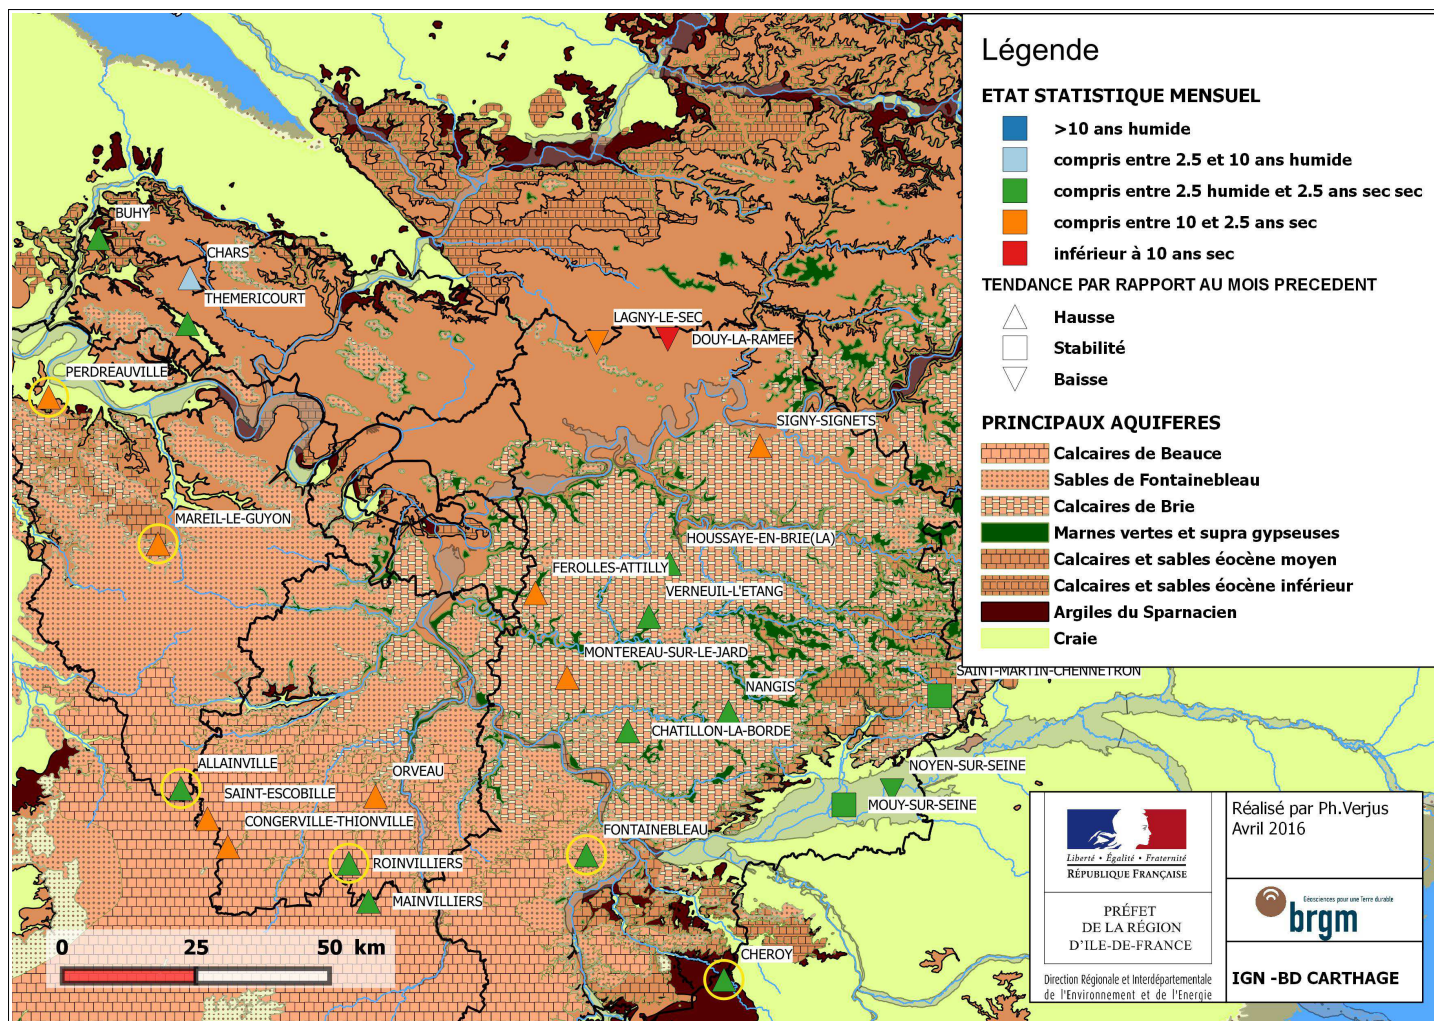 BUHY
CHARS
THEMERICOURT
LAGNY-LE-SEC
DOUY-LA-RAMEE
PERDREAUVILLE
SIGNY-SIGNETS
MAREIL-LE-GUYON
HOUSSAYE-EN-BRIE(LA)
FEROLLES-ATTILLY
VERNEUIL-L'ETANG
MONTEREAU-SUR-LE-JARD
SAINT-MARTIN-CHENNETRON
NANGIS
CHATILLON-LA-BORDE
ALLAINVILLE
ORVEAU
NOYEN-SUR-SEINE
SAINT-ESCOBILLE
MOUY-SUR-SEINE
CONGERVILLE-THIONVILLE
FONTAINEBLEAU
ROINVILLIERS
MAINVILLIERS
CHEROY
0 25 50 km
Légende
ETAT STATISTIQUE MENSUEL
>10 ans humide
compris entre 2.5 et 10 ans humide
compris entre 2.5 humide et 2.5 ans sec sec
compris entre 10 et 2.5 ans sec
inférieur à 10 ans sec
TENDANCE PAR RAPPORT AU MOIS PRECEDENT
Hausse
Stabilité
Baisse
PRINCIPAUX AQUIFERES
Calcaires de Beauce
Sables de Fontainebleau
Calcaires de Brie
Marnes vertes et supra gypseuses
Calcaires et sables éocène moyen
Calcaires et sables éocène inférieur
Argiles du Sparnacien
Craie
Liberté • Égalité • Fraternité
RÉPUBLIQUE FRANÇAISE
PRÉFET
DE LA RÉGION
D'ILE-DE-FRANCE
Direction Régionale et Interdépartementale
de l'Environnement et de l'Energie
Réalisé par Ph.Verjus
Avril 2016
Géosciences pour une Terre durable
brgm
IGN -BD CARTHAGE